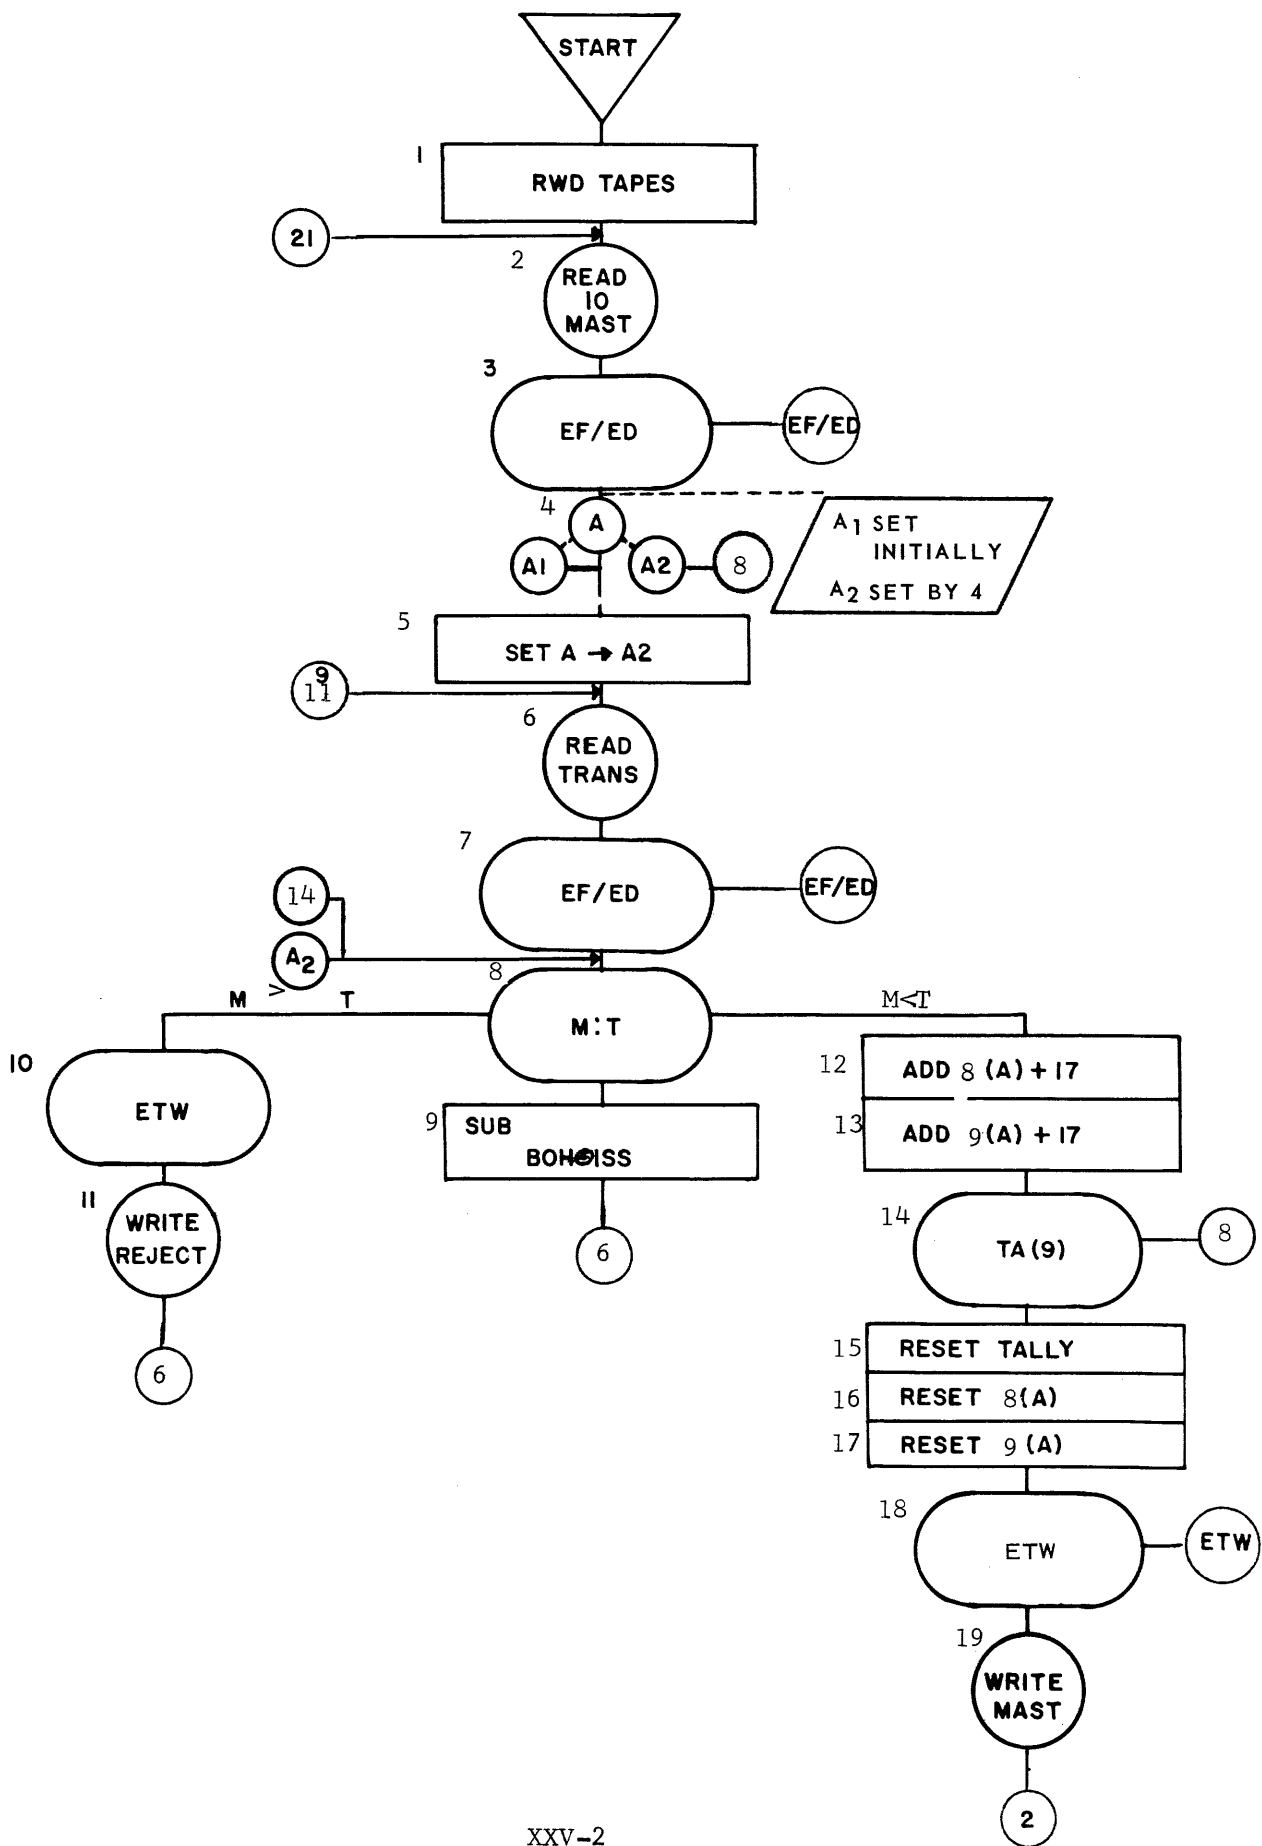 START
1
RWD TAPES
21
2
READ
10
MAST
3
EF/ED
EF/ED
4
A
A1
A2
8
A1 SET
INITIALLY
A2 SET BY 4
5
SET A → A2
9
11
6
READ
TRANS
7
EF/ED
EF/ED
14
A2
8
M > T
M:T
M<T
10
ETW
9
SUB
12
ADD 8 (A) + 17
13
ADD 9 (A) + 17
11
WRITE
REJECT
6
6
14
TA (9)
8
15
RESET TALLY
16
RESET 8(A)
17
RESET 9 (A)
18
ETW
ETW
19
WRITE
MAST
2
XXV-2